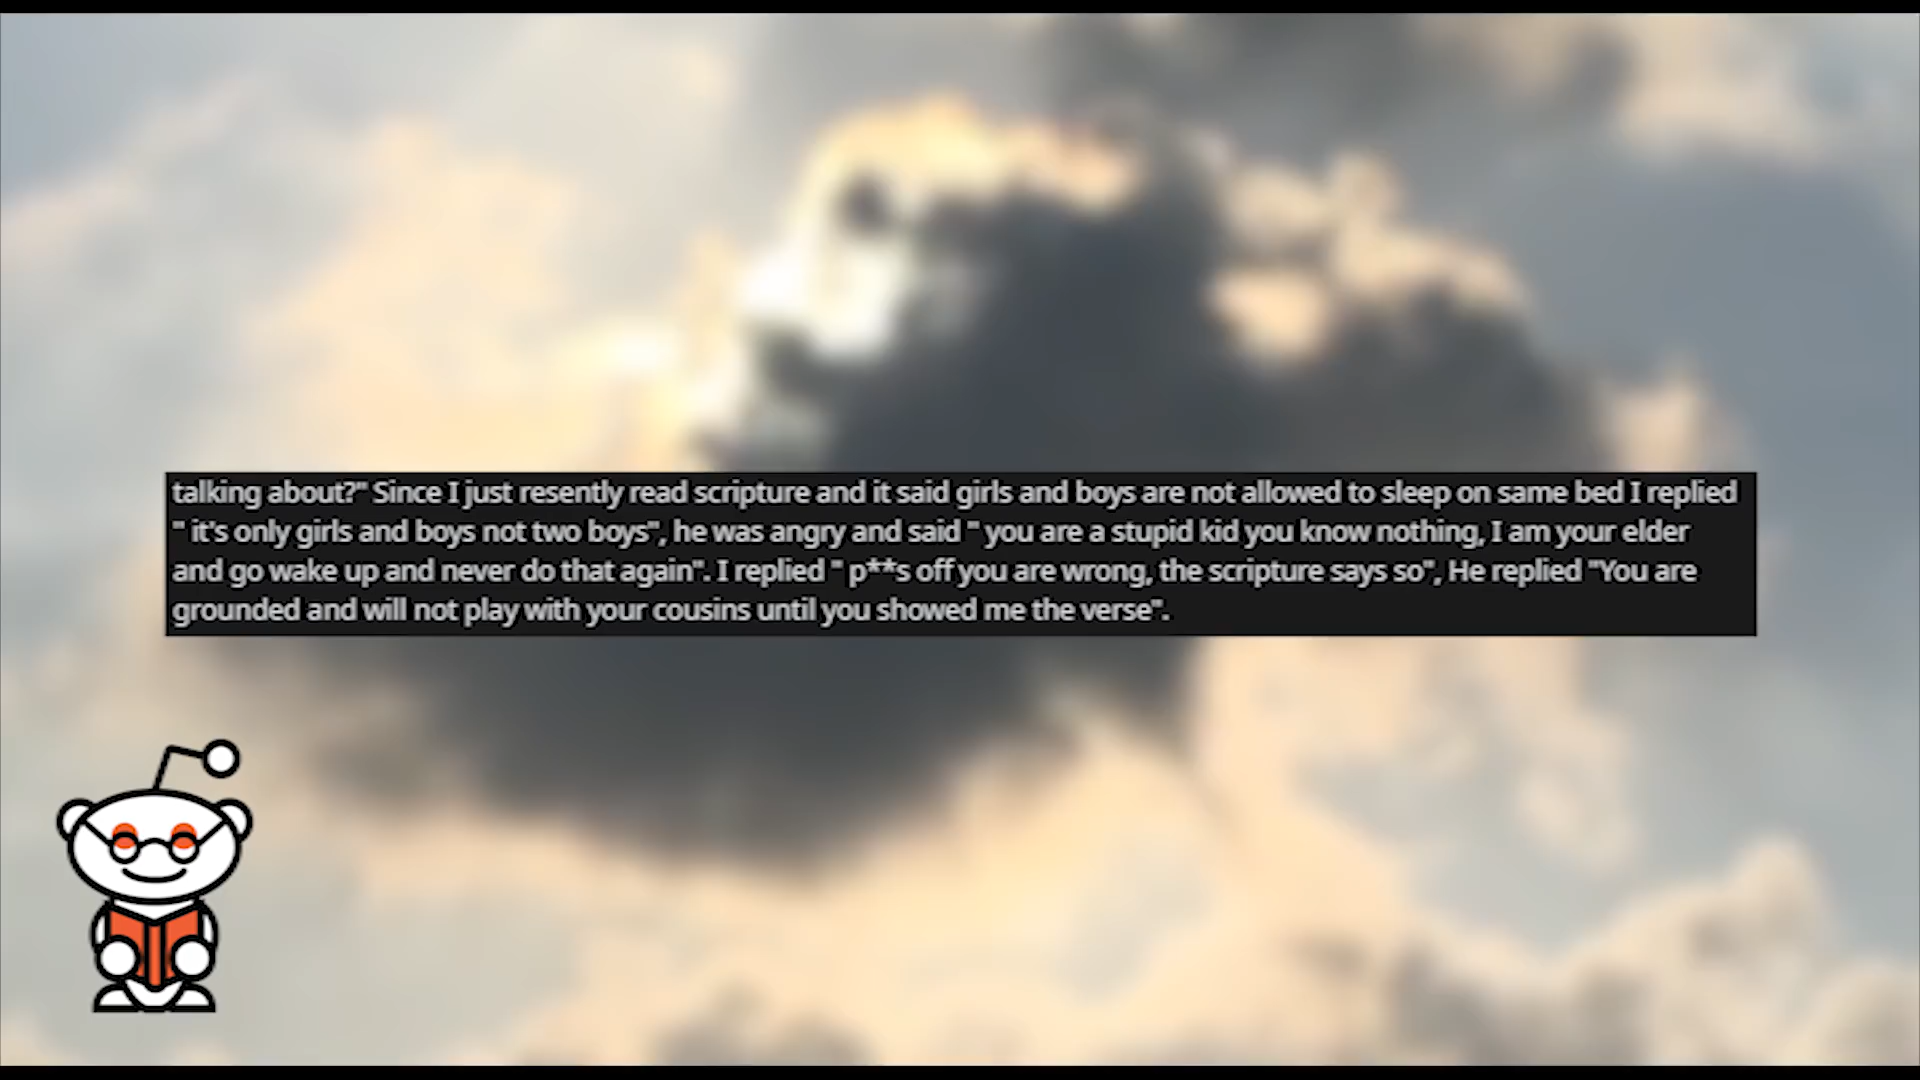 talking about?" Since I just resently read scripture and it said girls and boys are not allowed to sleep on same bed I replied
" it's only girls and boys not two boys", he was angry and said " you are a stupid kid you know nothing, I am your elder
and go wake up and never do that again". I replied " p**s off you are wrong, the scripture says so", He replied "You are
grounded and will not play with your cousins until you showed me the verse".